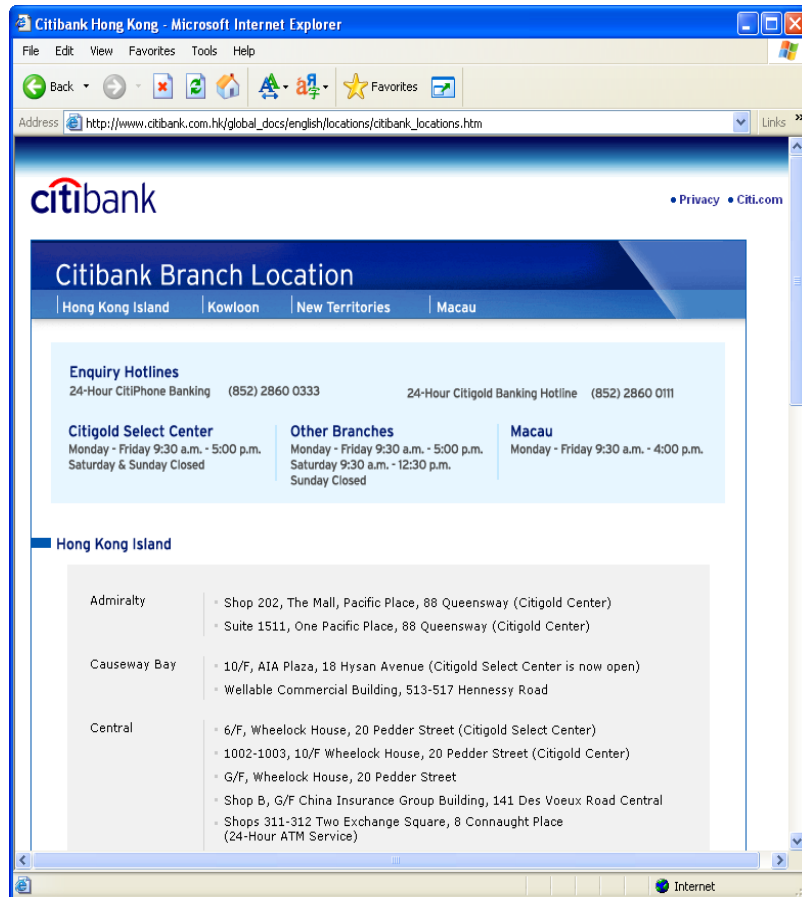 Citibank Hong Kong - Microsoft Internet Explorer
File Edit View Favorites Tools Help
Back Favorites
Address http://www.citibank.com.hk/global_docs/english/locations/citibank_locations.htm Links »
citibank
• Privacy • Citi.com
Citibank Branch Location
Hong Kong Island Kowloon New Territories Macau
Enquiry Hotlines
24-Hour CitiPhone Banking (852) 2860 0333 24-Hour Citigold Banking Hotline (852) 2860 0111
Citigold Select Center Other Branches Macau
Monday - Friday 9:30 a.m. - 5:00 p.m. Monday - Friday 9:30 a.m. - 5:00 p.m. Monday - Friday 9:30 a.m. - 4:00 p.m.
Saturday & Sunday Closed Saturday 9:30 a.m. - 12:30 p.m.
Sunday Closed
Hong Kong Island
Admiralty Shop 202, The Mall, Pacific Place, 88 Queensway (Citigold Center)
Suite 1511, One Pacific Place, 88 Queensway (Citigold Center)
Causeway Bay 10/F, AIA Plaza, 18 Hysan Avenue (Citigold Select Center is now open)
Wellable Commercial Building, 513-517 Hennessy Road
Central 6/F, Wheelock House, 20 Pedder Street (Citigold Select Center)
1002-1003, 10/F Wheelock House, 20 Pedder Street (Citigold Center)
G/F, Wheelock House, 20 Pedder Street
Shop B, G/F China Insurance Group Building, 141 Des Voeux Road Central
Shops 311-312 Two Exchange Square, 8 Connaught Place
(24-Hour ATM Service)
Internet